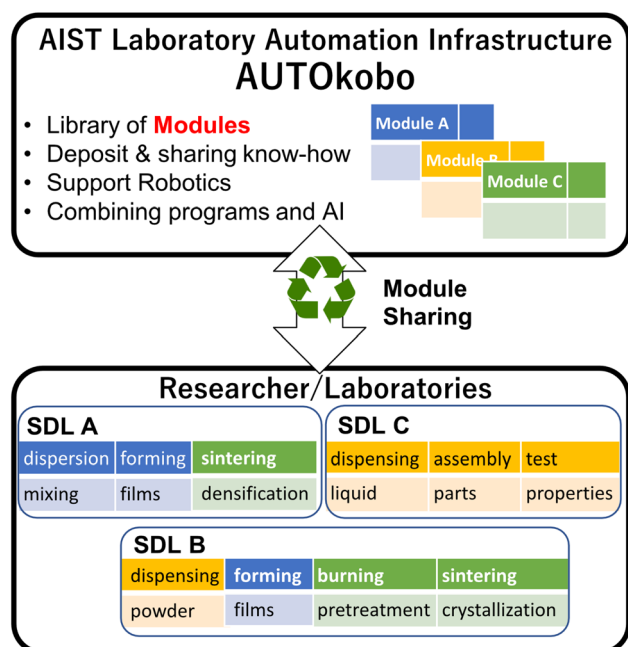 AIST Laboratory Automation Infrastructure
AUTOkobo
• Library of Modules
• Deposit & sharing know-how
• Support Robotics
• Combining programs and AI
Module A
Module B
Module C
Module
Sharing
Researcher/Laboratories
SDL A
dispersion forming sintering
mixing films densification
SDL C
dispensing assembly test
liquid parts properties
SDL B
dispensing forming burning sintering
powder films pretreatment crystallization